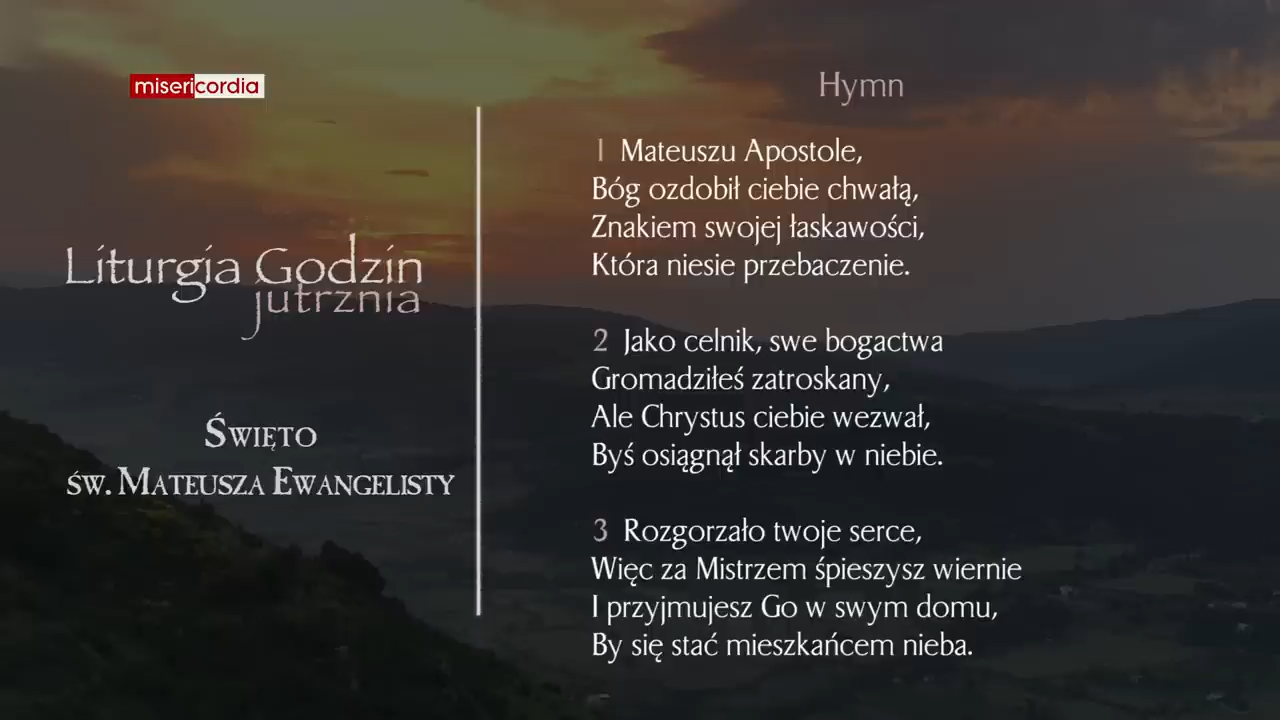 misericordia
Liturgia Godzin
jutrznia
Święto
św. Mateusza Ewangelisty
Hymn
1 Mateuszu Apostole,
Bóg ozdobił ciebie chwałą,
Znakiem swojej łaskawości,
Która niesie przebaczenie.
2 Jako celnik, swe bogactwa
Gromadziłeś zatroskany,
Ale Chrystus ciebie wezwał,
Byś osiągnął skarby w niebie.
3 Rozgorzało twoje serce,
Więc za Mistrzem śpieszysz wiernie
I przyjmujesz Go w swym domu,
By się stać mieszkańcem nieba.